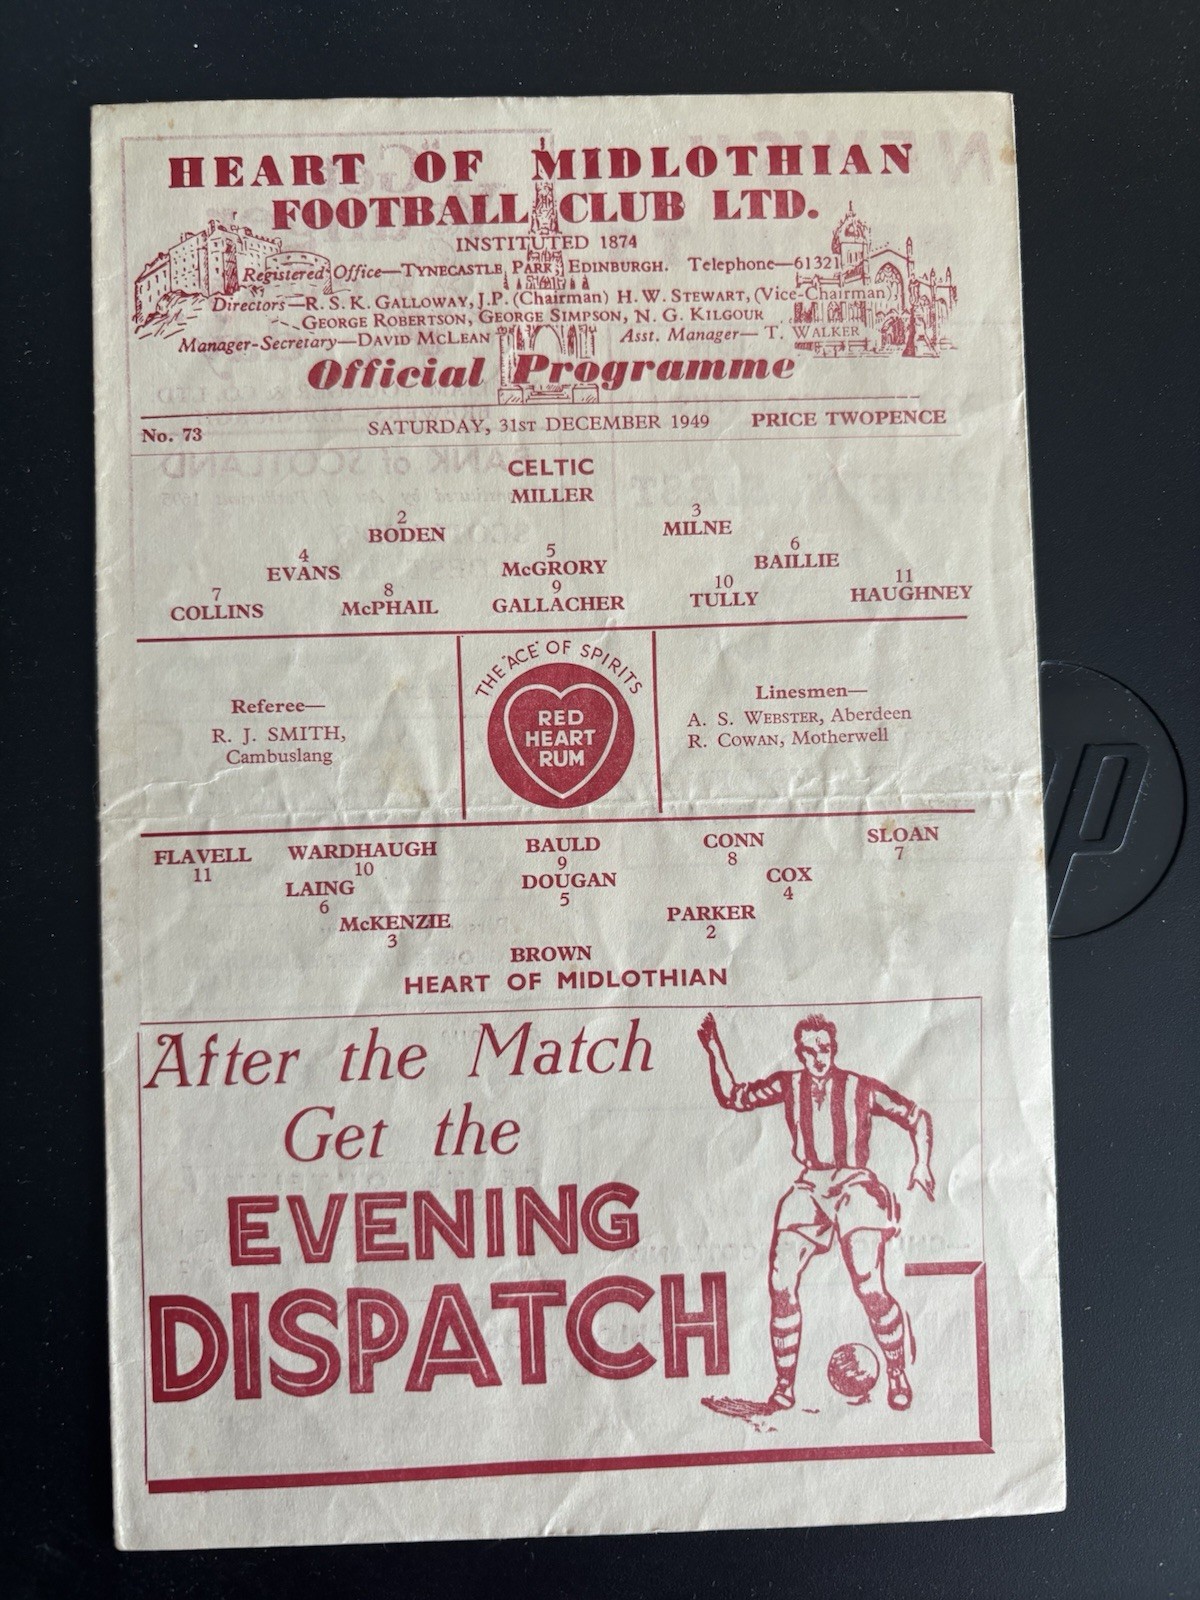 HEART OF MIDLOTHIAN
FOOTBALL CLUB LTD.
INSTITUTED 1874
Registered Office—TYNECASTLE PARK, EDINBURGH. Telephone—61321
Directors—R. S. K. GALLOWAY, J.P. (Chairman) H. W. STEWART, (Vice-Chairman)
GEORGE ROBERTSON, GEORGE SIMPSON, N. G. KILGOUR
Manager-Secretary—DAVID McLEAN Asst. Manager—T. WALKER
Official Programme
No. 73 SATURDAY, 31ST DECEMBER 1949 PRICE TWOPENCE
CELTIC
MILLER
2 3
BODEN MILNE
4 5 6
EVANS McGRORY BAILLIE
7 8 9 10 11
COLLINS McPHAIL GALLACHER TULLY HAUGHNEY
THE "ACE" OF SPIRITS
RED
HEART
RUM
Referee—
R. J. SMITH,
Cambuslang
Linesmen—
A. S. WEBSTER, Aberdeen
R. COWAN, Motherwell
FLAVELL WARDHAUGH BAULD CONN SLOAN
11 10 9 8 7
LAING DOUGAN COX
6 5 4
McKENZIE PARKER
3 2
BROWN
HEART OF MIDLOTHIAN
After the Match
Get the
EVENING
DISPATCH
hp